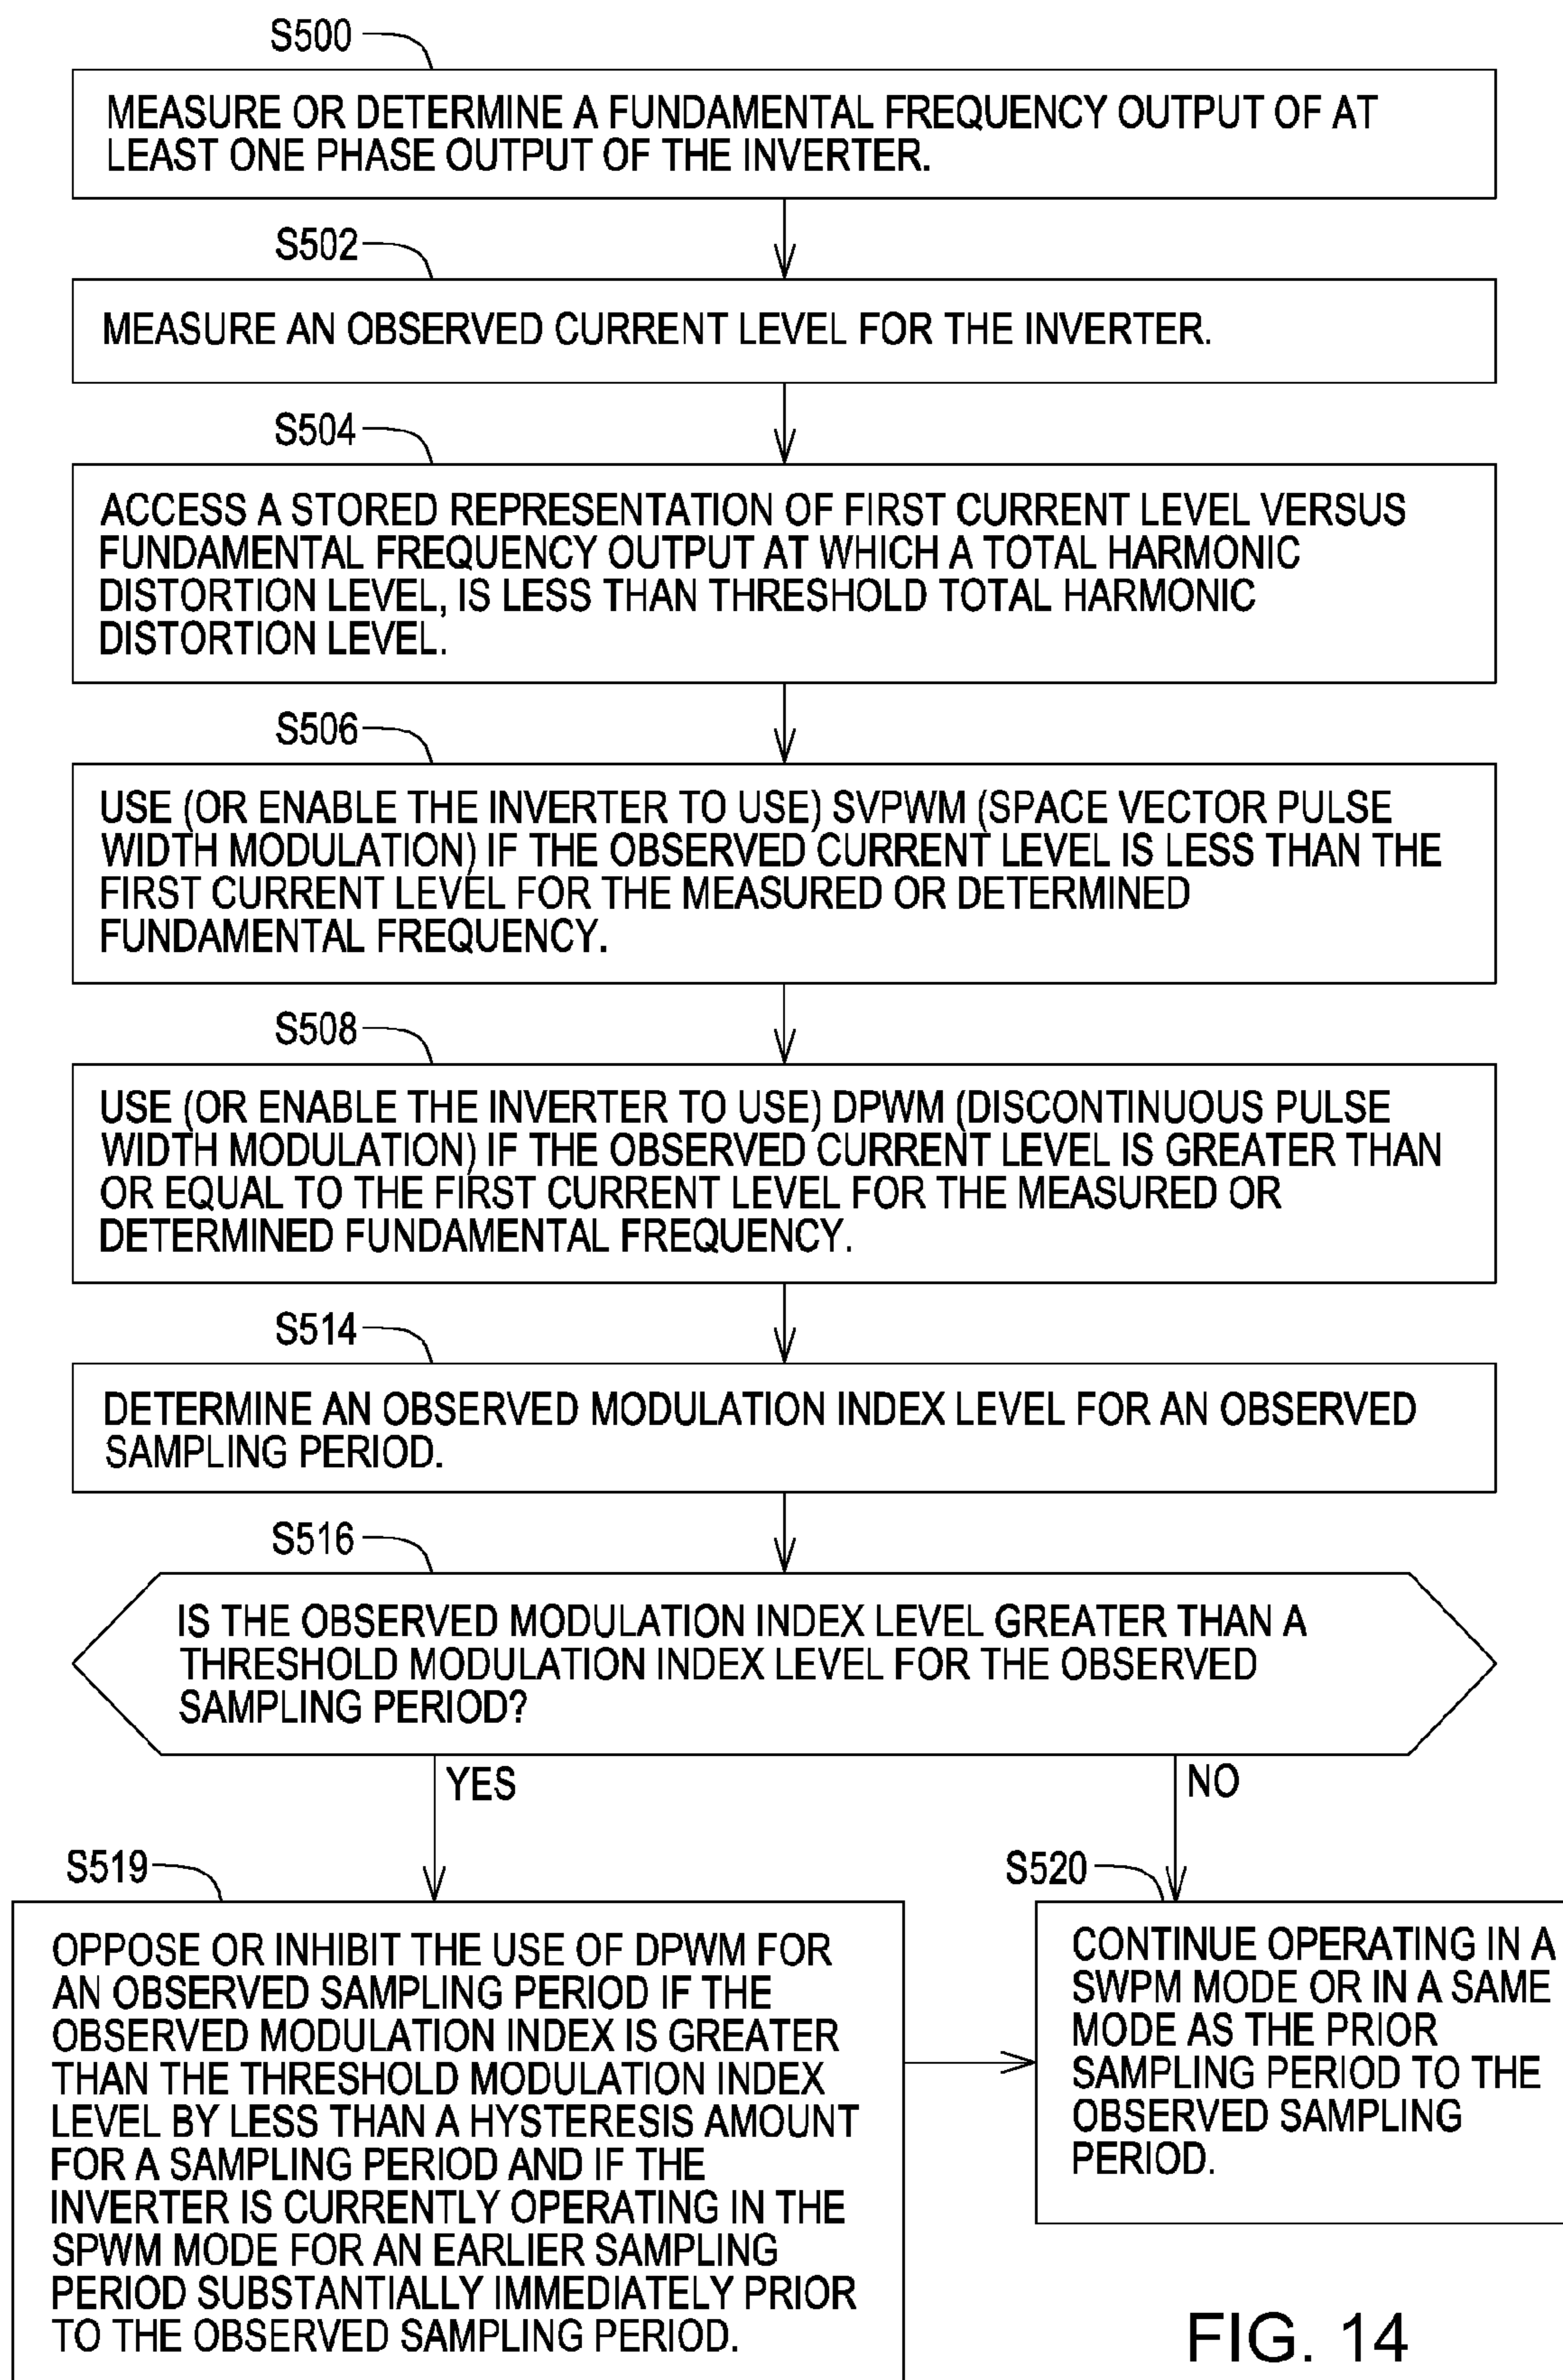 S500
MEASURE OR DETERMINE A FUNDAMENTAL FREQUENCY OUTPUT OF AT
LEAST ONE PHASE OUTPUT OF THE INVERTER.
S502
MEASURE AN OBSERVED CURRENT LEVEL FOR THE INVERTER.
S504
ACCESS A STORED REPRESENTATION OF FIRST CURRENT LEVEL VERSUS
FUNDAMENTAL FREQUENCY OUTPUT AT WHICH A TOTAL HARMONIC
DISTORTION LEVEL, IS LESS THAN THRESHOLD TOTAL HARMONIC
DISTORTION LEVEL.
S506
USE (OR ENABLE THE INVERTER TO USE) SVPWM (SPACE VECTOR PULSE
WIDTH MODULATION) IF THE OBSERVED CURRENT LEVEL IS LESS THAN THE
FIRST CURRENT LEVEL FOR THE MEASURED OR DETERMINED
FUNDAMENTAL FREQUENCY.
S508
USE (OR ENABLE THE INVERTER TO USE) DPWM (DISCONTINUOUS PULSE
WIDTH MODULATION) IF THE OBSERVED CURRENT LEVEL IS GREATER THAN
OR EQUAL TO THE FIRST CURRENT LEVEL FOR THE MEASURED OR
DETERMINED FUNDAMENTAL FREQUENCY.
S514
DETERMINE AN OBSERVED MODULATION INDEX LEVEL FOR AN OBSERVED
SAMPLING PERIOD.
S516
IS THE OBSERVED MODULATION INDEX LEVEL GREATER THAN A
THRESHOLD MODULATION INDEX LEVEL FOR THE OBSERVED
SAMPLING PERIOD?
YES
NO
S519
OPPOSE OR INHIBIT THE USE OF DPWM FOR
AN OBSERVED SAMPLING PERIOD IF THE
OBSERVED MODULATION INDEX IS GREATER
THAN THE THRESHOLD MODULATION INDEX
LEVEL BY LESS THAN A HYSTERESIS AMOUNT
FOR A SAMPLING PERIOD AND IF THE
INVERTER IS CURRENTLY OPERATING IN THE
SPWM MODE FOR AN EARLIER SAMPLING
PERIOD SUBSTANTIALLY IMMEDIATELY PRIOR
TO THE OBSERVED SAMPLING PERIOD.
S520
CONTINUE OPERATING IN A
SWPM MODE OR IN A SAME
MODE AS THE PRIOR
SAMPLING PERIOD TO THE
OBSERVED SAMPLING
PERIOD.
FIG. 14